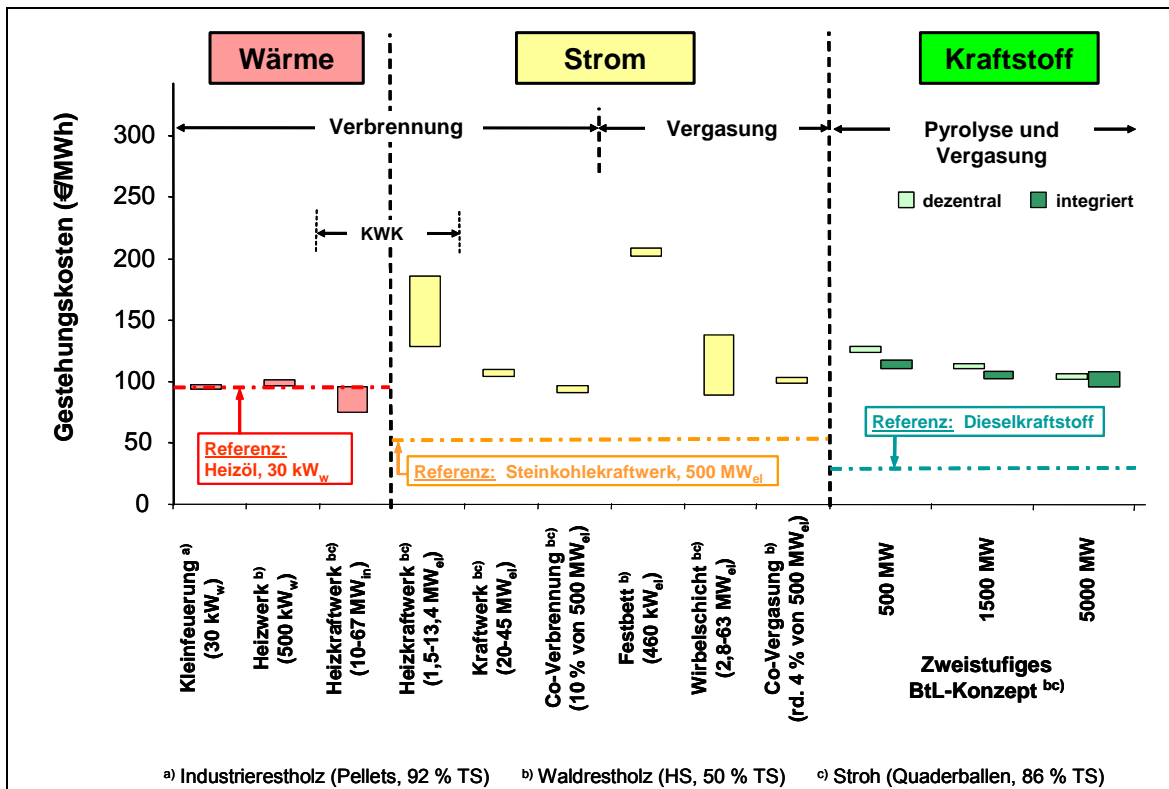 Wärme
Strom
Kraftstoff
Gestehungskosten (€/MWh)
300
250
200
150
100
50
0
Verbrennung
Vergasung
Pyrolyse und
Vergasung
dezentral
integriert
KWK
Referenz:
Heizöl, 30 kWw
Referenz: Steinkohlekraftwerk, 500 MWel
Referenz: Dieselkraftstoff
Kleinfeuerung a)
(30 kWw)
Heizwerk b)
(500 kWw)
Heizkraftwerk bc)
(10-67 MWin)
Heizkraftwerk bc)
(1,5-13,4 MWel)
Kraftwerk bc)
(20-45 MWel)
Co-Verbrennung bc)
(10 % von 500 MWel)
Festbett b)
(460 kWel)
Wirbelschicht bc)
(2,8-63 MWel)
Co-Vergasung b)
(rd. 4 % von 500 MWel)
500 MW
1500 MW
5000 MW
Zweistufiges
BtL-Konzept bc)
a) Industrierestholz (Pellets, 92 % TS) b) Waldrestholz (HS, 50 % TS) c) Stroh (Quaderballen, 86 % TS)